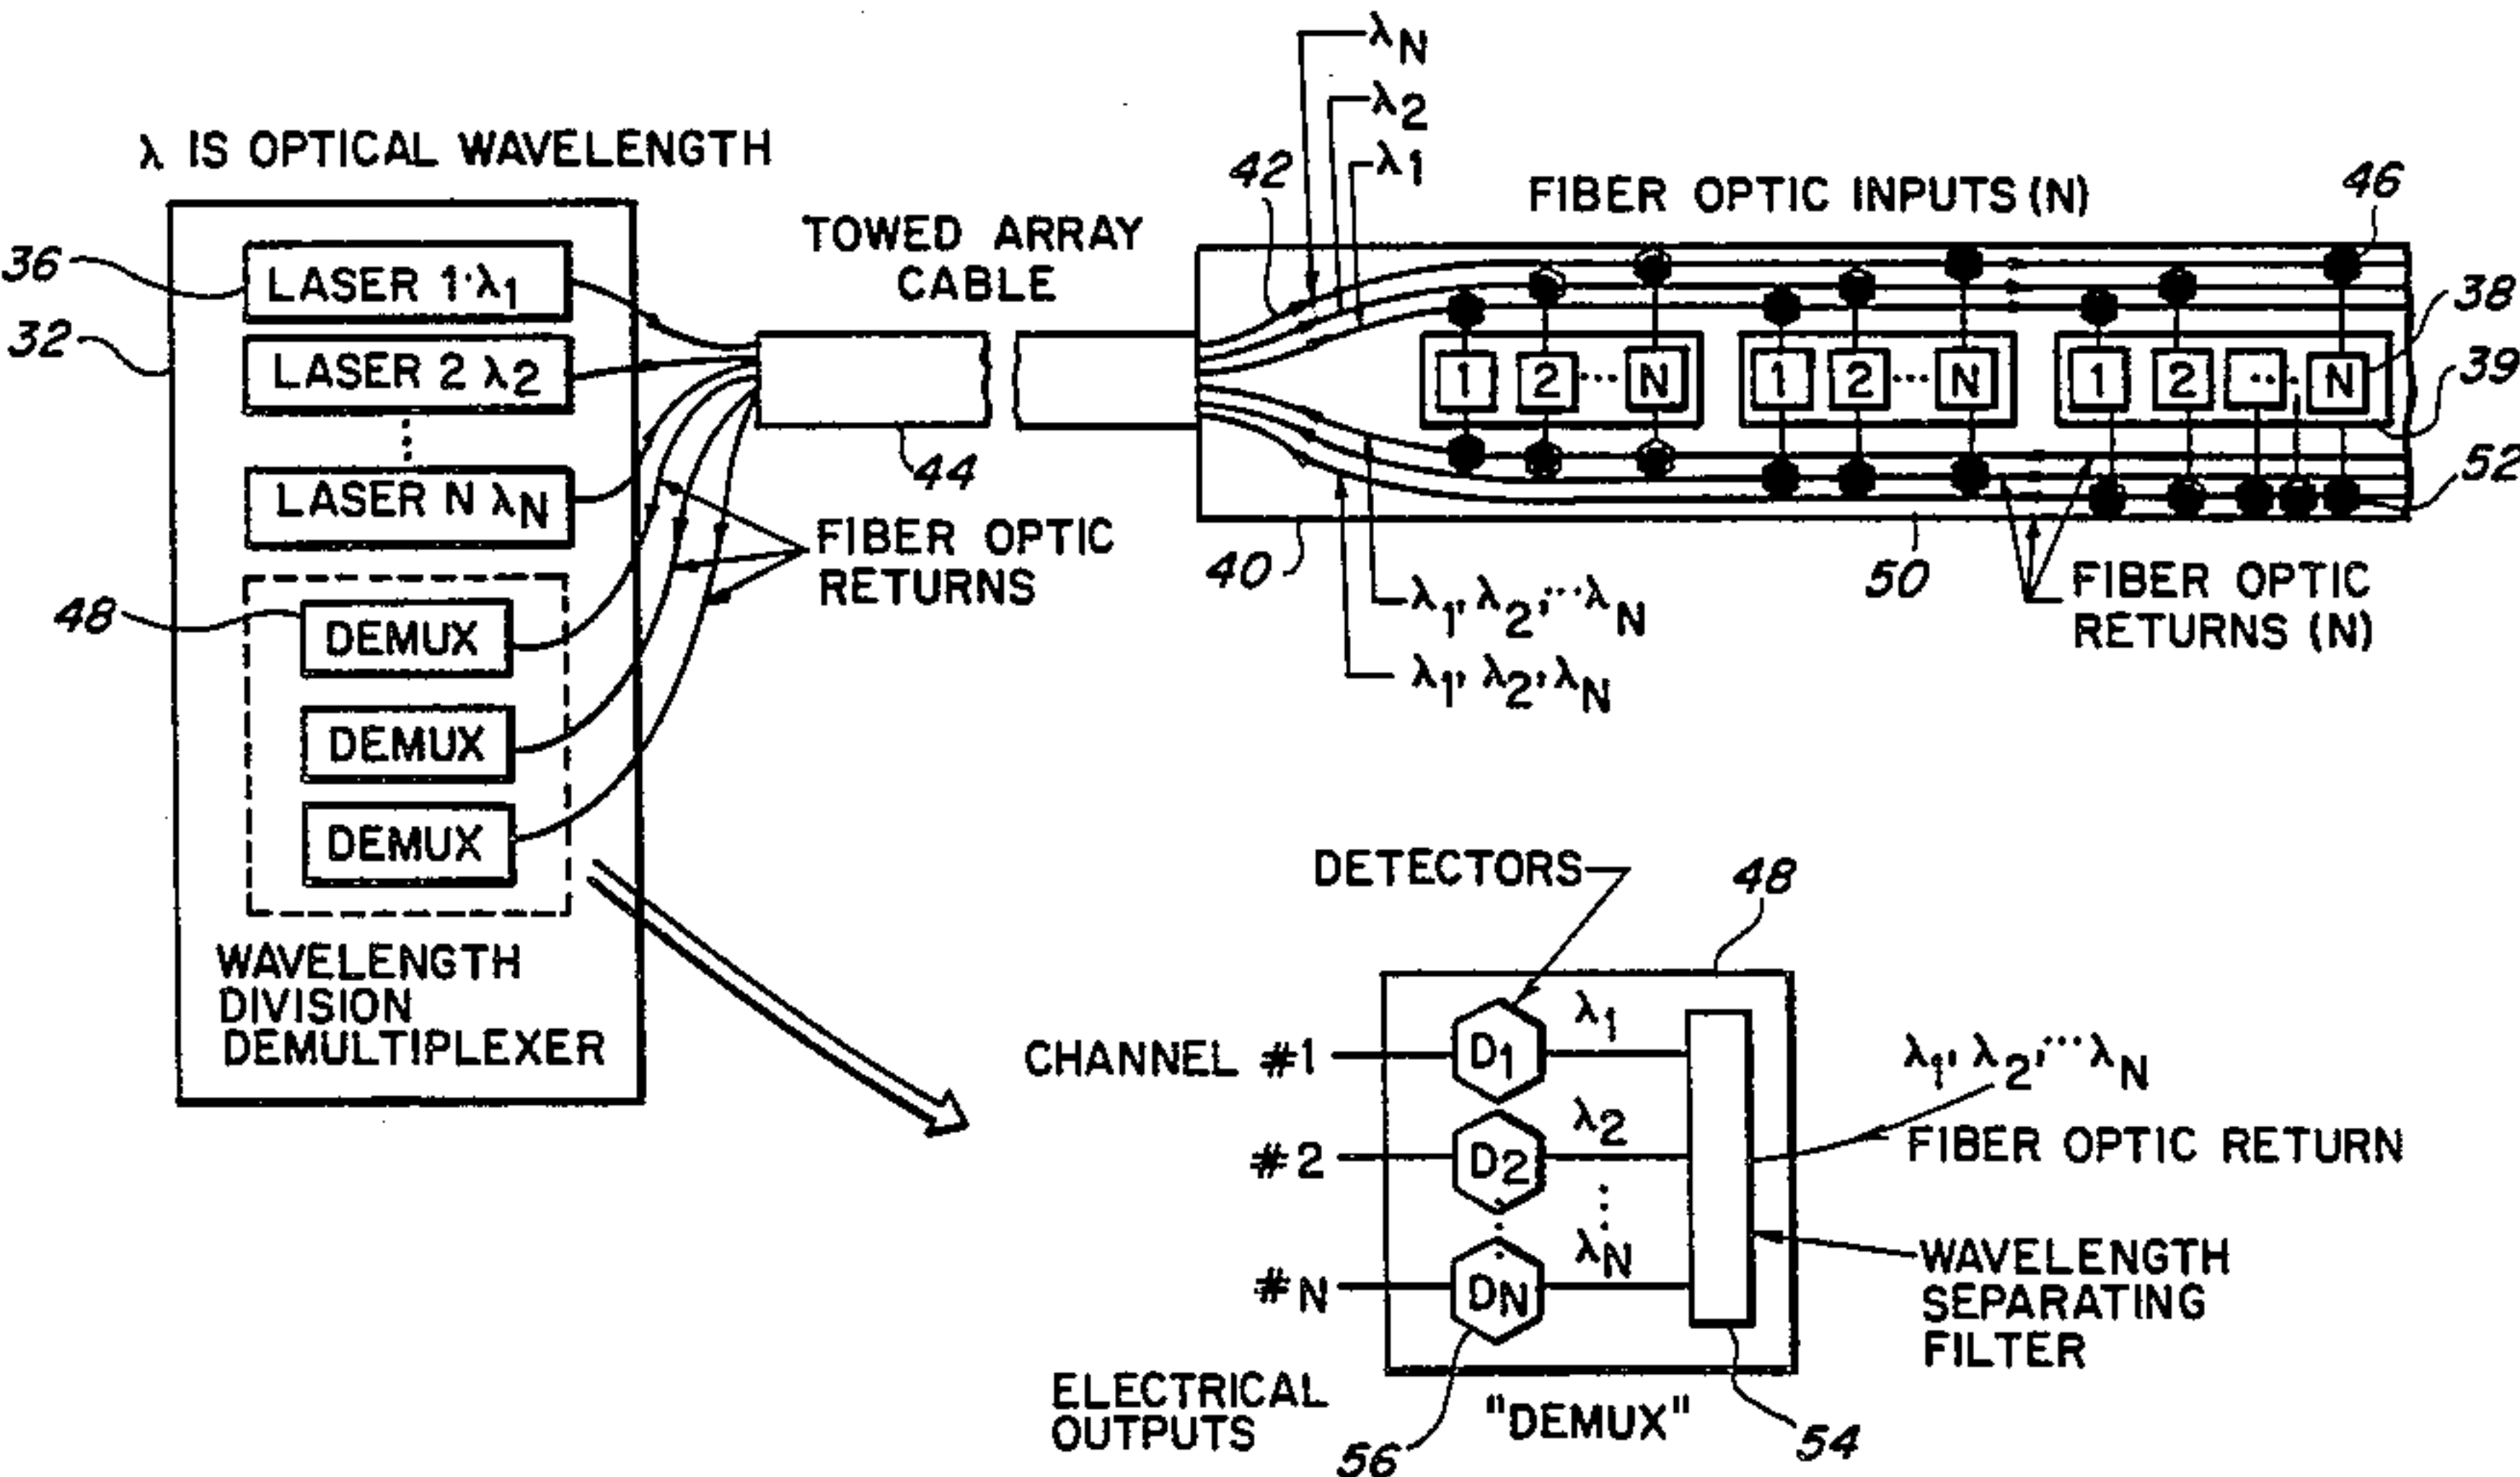 λ IS OPTICAL WAVELENGTH
36
32
LASER 1·λ1
LASER 2 λ2
LASER N λN
48
DEMUX
DEMUX
DEMUX
WAVELENGTH
DIVISION
DEMULTIPLEXER
FIBER OPTIC
RETURNS
TOWED ARRAY
CABLE
44
λN
λ2
λ1
42
FIBER OPTIC INPUTS (N)
46
38
39
52
1 2 ··· N
1 2 ··· N
1 2 ··· N
40
50
λ1, λ2, ···λN
λ1, λ2, λN
FIBER OPTIC
RETURNS (N)
DETECTORS
48
CHANNEL #1
D1
λ1
#2
D2
λ2
#N
DN
λN
λ1, λ2, ···λN
FIBER OPTIC RETURN
WAVELENGTH
SEPARATING
FILTER
ELECTRICAL
OUTPUTS
56
"DEMUX"
54